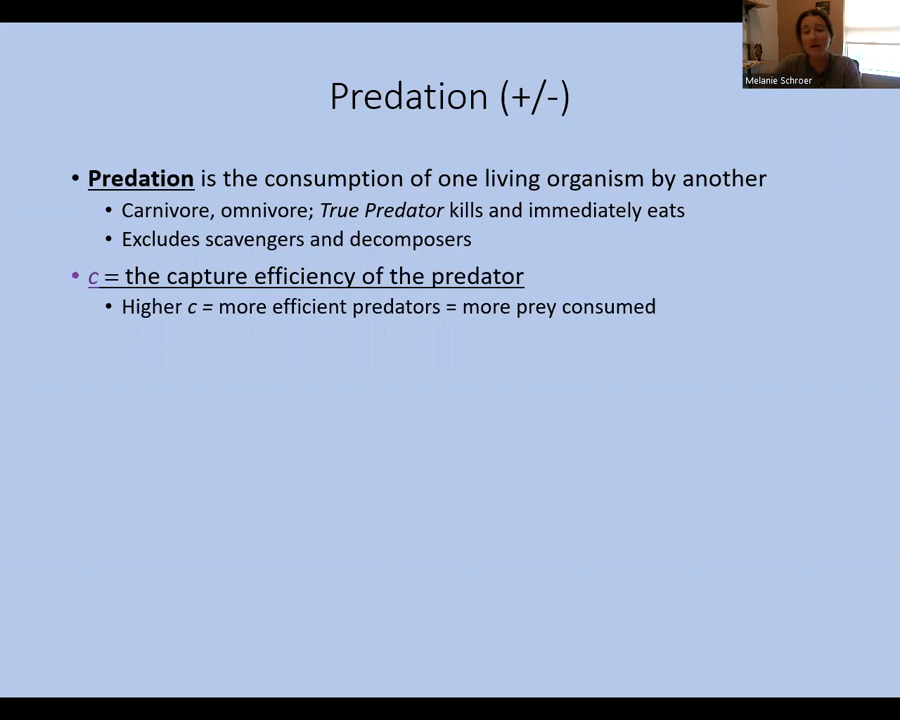 Melanie Schroer
Predation (+/-)
• Predation is the consumption of one living organism by another
• Carnivore, omnivore; True Predator kills and immediately eats
• Excludes scavengers and decomposers
• c = the capture efficiency of the predator
• Higher c = more efficient predators = more prey consumed